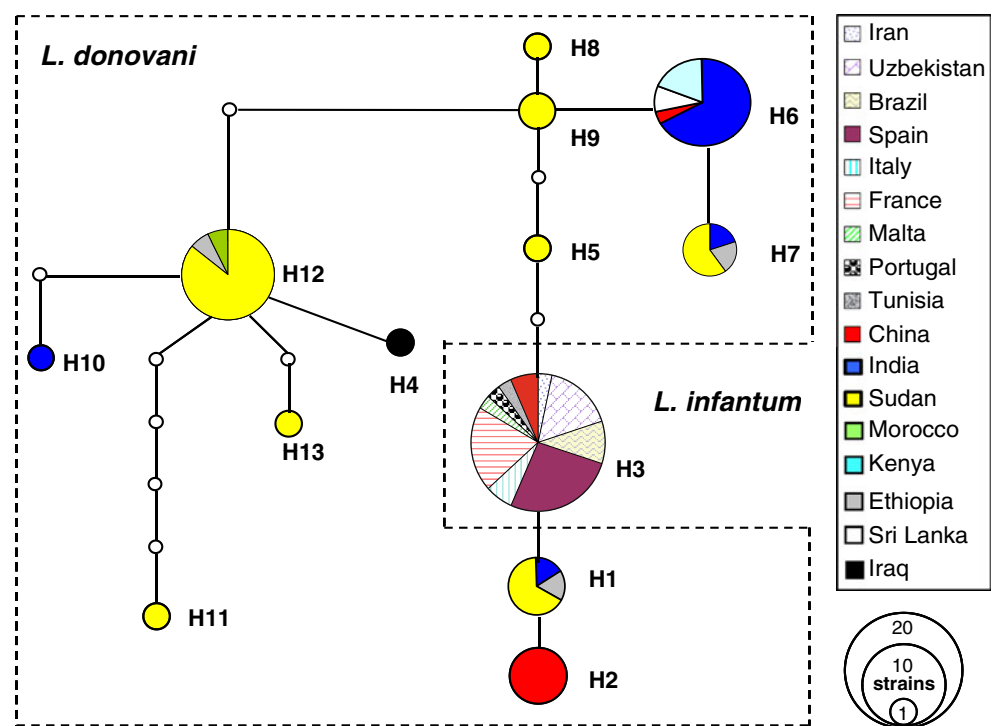 L. donovani
H8
H9
H6
H5
H7
H12
H10
H4
H13
H11
L. infantum
H3
H1
H2
Iran
Uzbekistan
Brazil
Spain
Italy
France
Malta
Portugal
Tunisia
China
India
Sudan
Morocco
Kenya
Ethiopia
Sri Lanka
Iraq
20
10
strains
1